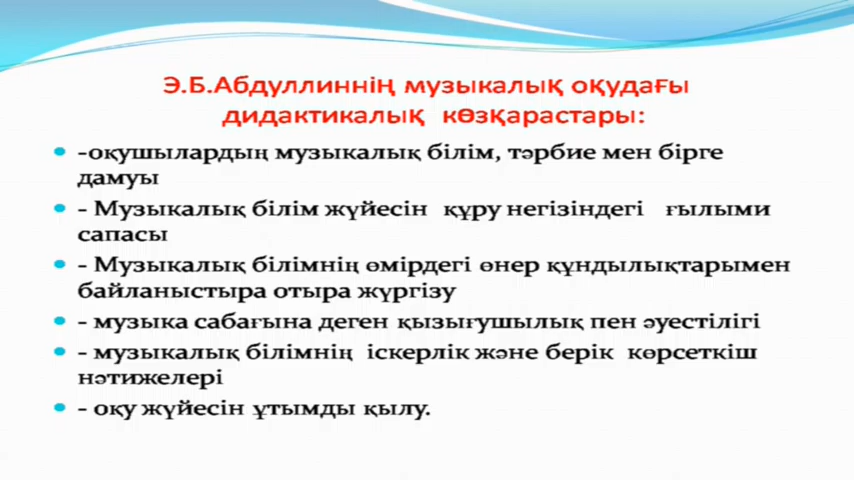 Э.Б.Абдуллиннің музыкалық оқудағы
дидактикалық көзқарастары:
• -оқушылардың музыкалық білім, тәрбие мен бірге
дамуы
• - Музыкалық білім жүйесін құру негізіндегі ғылыми
сапасы
• - Музыкалық білімнің өмірдегі өнер құндылықтарымен
байланыстыра отыра жүргізу
• - музыка сабағына деген қызығушылық пен әуестілігі
• - музыкалық білімнің іскерлік және берік көрсеткіш
нәтижелері
• - оқу жүйесін ұтымды қылу.